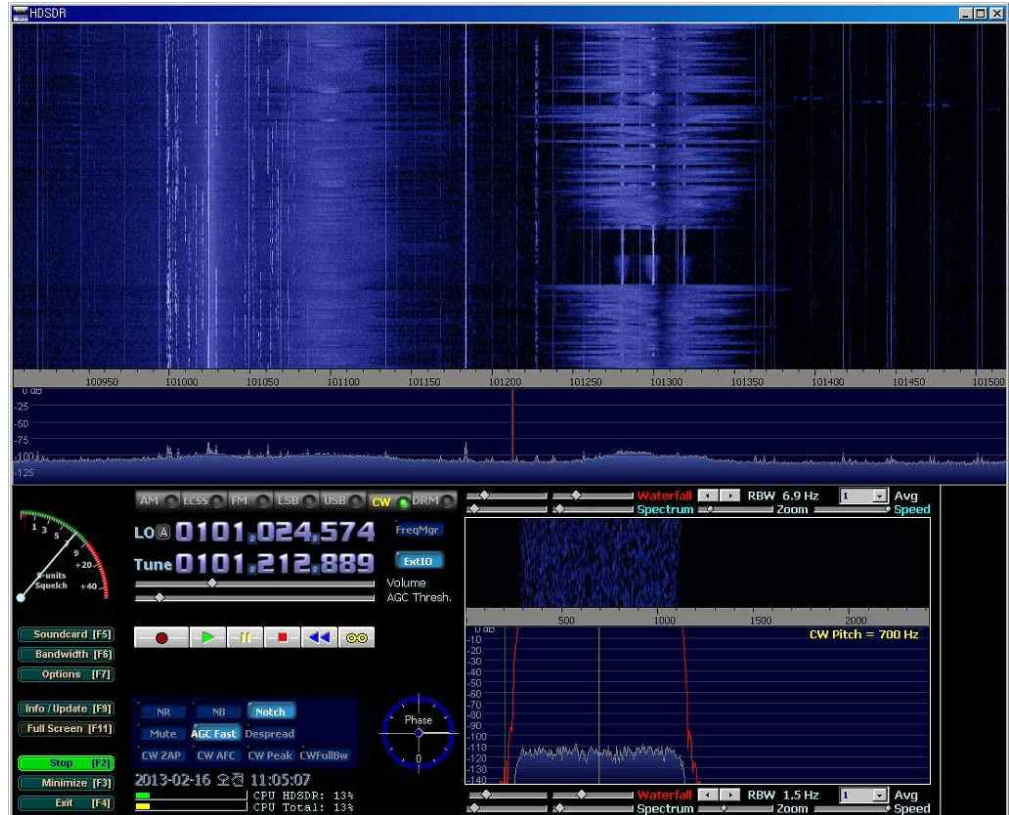 HDSDR
100950 101000 101050 101100 101150 101200 101250 101300 101350 101400 101450 101500
0 dB
-25
-50
-75
-100
-125
AM ECSS FM LSB USB CW DRM
LO A 0101,024,574 FreqMgr
Tune 0101,212,889 ExtIO
Volume
AGC Thresh.
1 3 5 7 9 +20 +40
S-units
Squelch
Soundcard [F5]
Bandwidth [F6]
Options [F7]
Info / Update [F9]
Full Screen [F11]
Stop [F2]
Minimize [F3]
Exit [F4]
NR NB Notch
Mute AGC Fast Despread
CW ZAP CW AFC CW Peak CWFullBw
Phase
0
2013-02-16 오전 11:05:07
CPU HDSDR: 13%
CPU Total: 13%
Waterfall RBW 6.9 Hz 1 Avg
Spectrum Zoom Speed
500 1000 1500 2000
0 dB
CW Pitch = 700 Hz
-10
-20
-30
-40
-50
-60
-70
-80
-90
-100
-110
-120
-130
-140
Waterfall RBW 1.5 Hz 1 Avg
Spectrum Zoom Speed